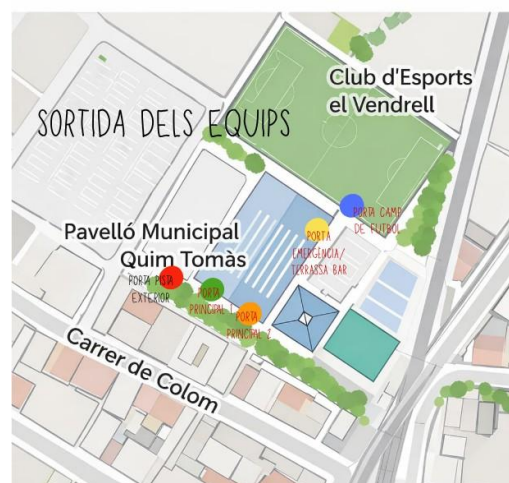 Club d'Esports
el Vendrell
SORTIDA DELS EQUIPS
PORTA CAMP
DE FUTBOL
Pavelló Municipal
Quim Tomàs
PORTA
EMERGÈNCIA/
TERRASSA BAR
PORTA PISTA
EXTERIOR
PORTA
PRINCIPAL
PORTA
PRINCIPAL 2
Carrer de Colom